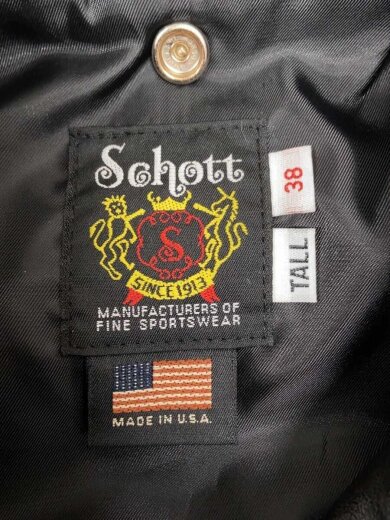 Schott
38
TALL
S
SINCE 1913
MANUFACTURERS OF
FINE SPORTSWEAR
MADE IN U.S.A.